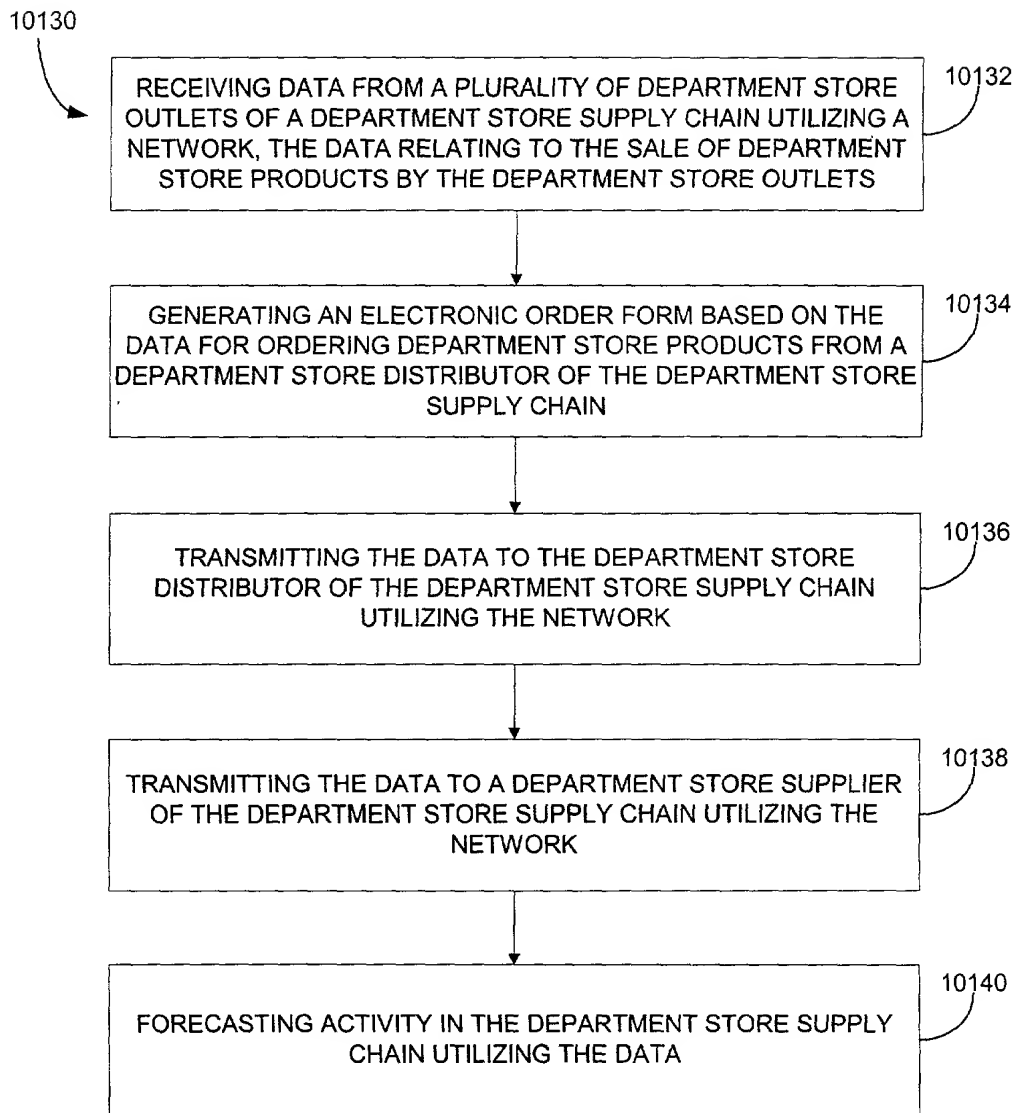 10130
RECEIVING DATA FROM A PLURALITY OF DEPARTMENT STORE
OUTLETS OF A DEPARTMENT STORE SUPPLY CHAIN UTILIZING A
NETWORK, THE DATA RELATING TO THE SALE OF DEPARTMENT
STORE PRODUCTS BY THE DEPARTMENT STORE OUTLETS
10132
GENERATING AN ELECTRONIC ORDER FORM BASED ON THE
DATA FOR ORDERING DEPARTMENT STORE PRODUCTS FROM A
DEPARTMENT STORE DISTRIBUTOR OF THE DEPARTMENT STORE
SUPPLY CHAIN
10134
TRANSMITTING THE DATA TO THE DEPARTMENT STORE
DISTRIBUTOR OF THE DEPARTMENT STORE SUPPLY CHAIN
UTILIZING THE NETWORK
10136
TRANSMITTING THE DATA TO A DEPARTMENT STORE SUPPLIER
OF THE DEPARTMENT STORE SUPPLY CHAIN UTILIZING THE
NETWORK
10138
FORECASTING ACTIVITY IN THE DEPARTMENT STORE SUPPLY
CHAIN UTILIZING THE DATA
10140